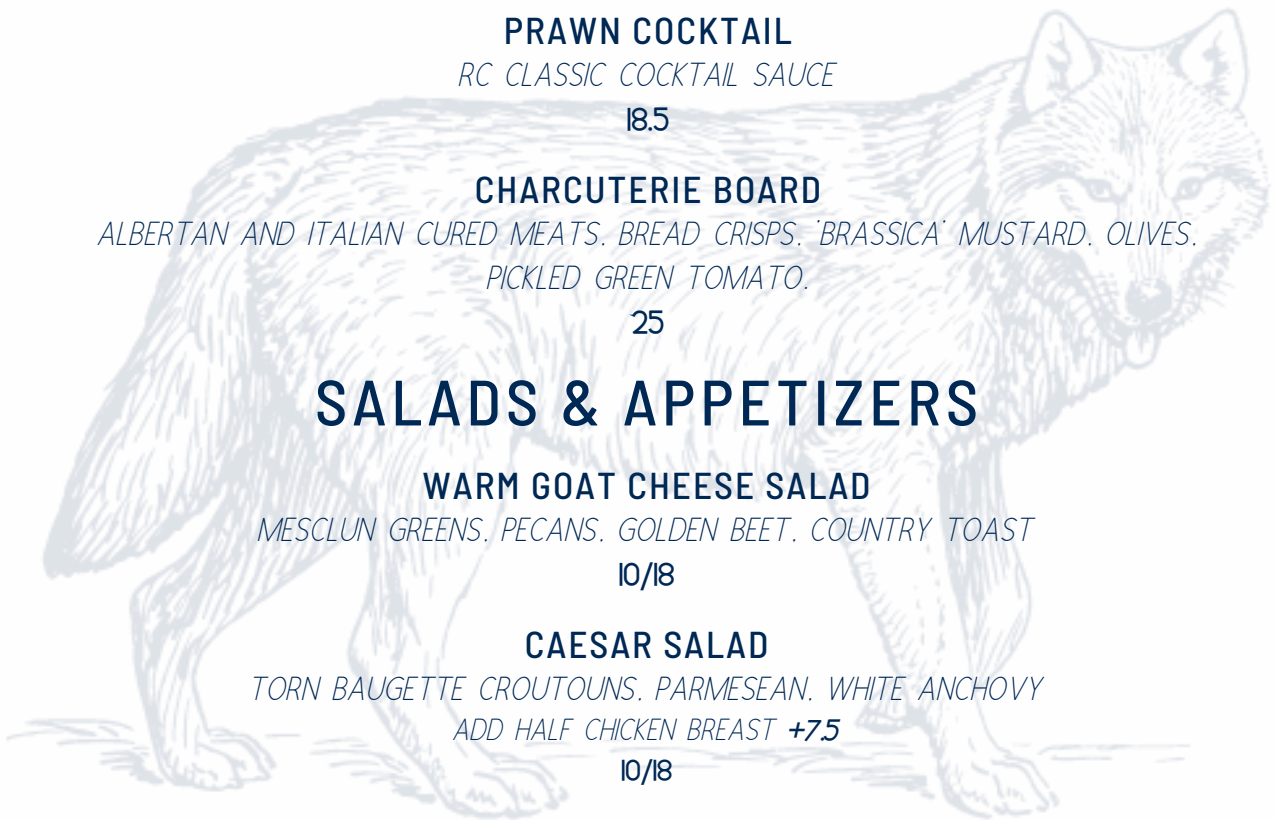 PRAWN COCKTAIL
RC CLASSIC COCKTAIL SAUCE
18.5
CHARCUTERIE BOARD
ALBERTAN AND ITALIAN CURED MEATS, BREAD CRISPS, 'BRASSICA' MUSTARD, OLIVES,
PICKLED GREEN TOMATO.
25
SALADS & APPETIZERS
WARM GOAT CHEESE SALAD
MESCLUN GREENS, PECANS, GOLDEN BEET, COUNTRY TOAST
10/18
CAESAR SALAD
TORN BAUGETTE CROUTOUNS, PARMESEAN, WHITE ANCHOVY
ADD HALF CHICKEN BREAST +7.5
10/18